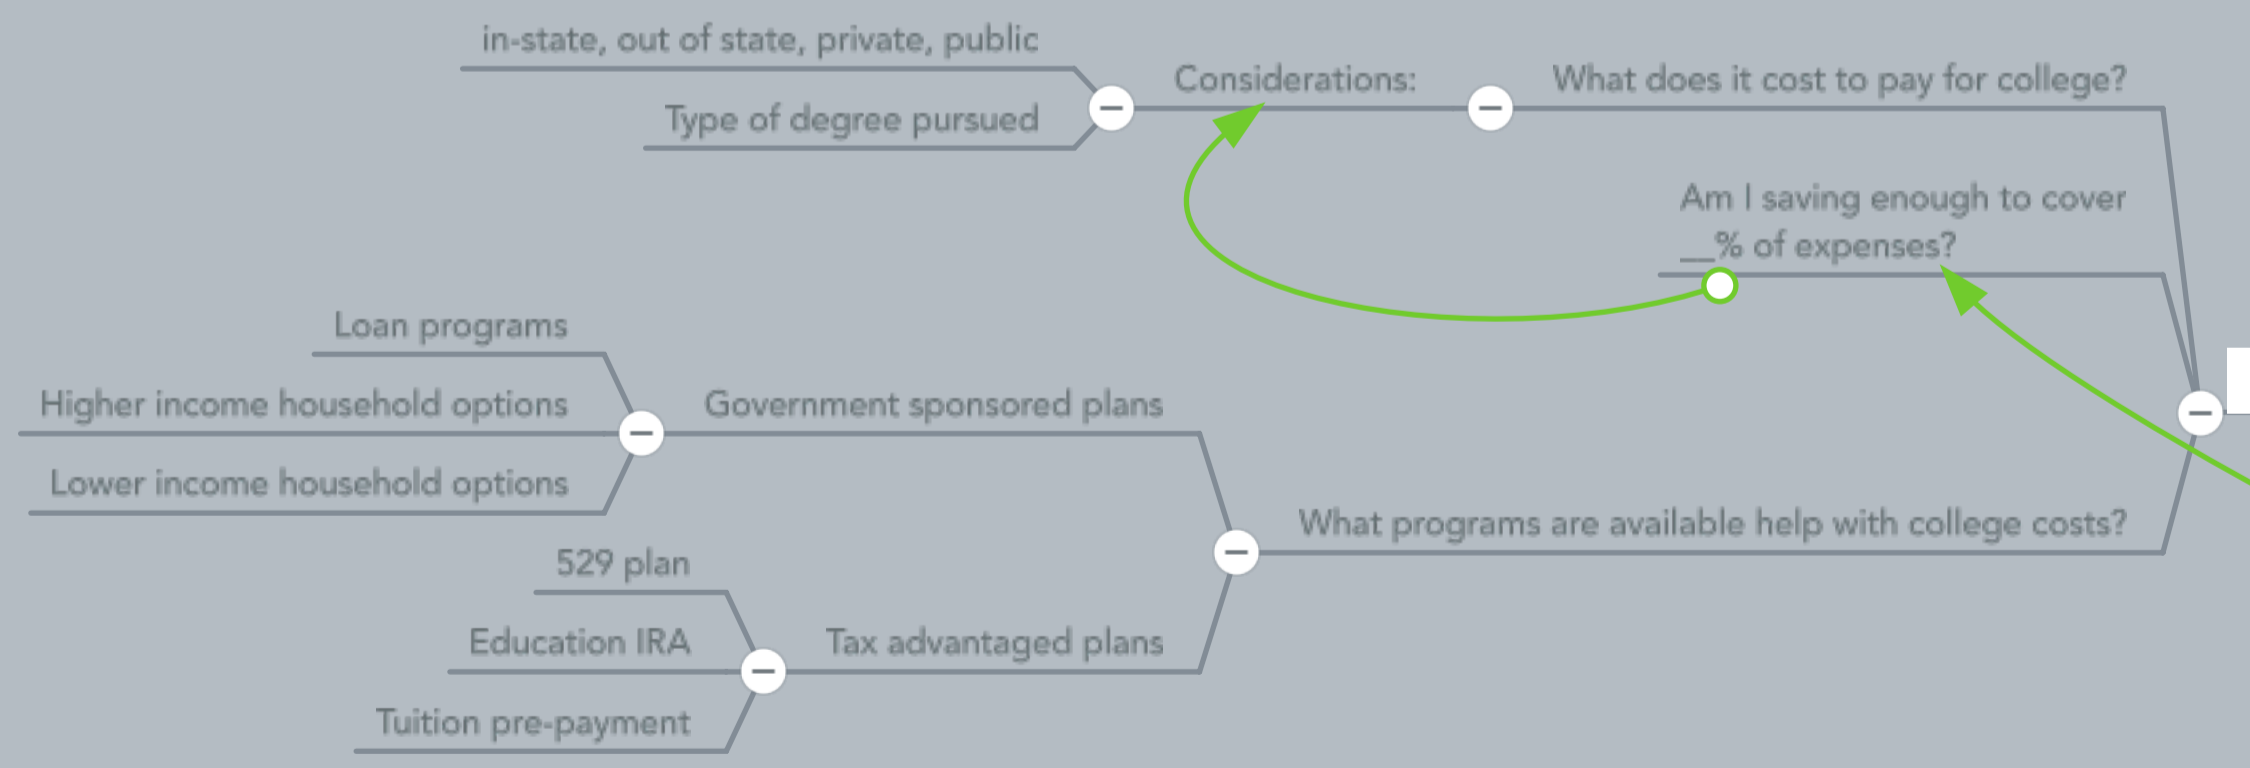 in-state, out of state, private, public
Type of degree pursued
Considerations:
What does it cost to pay for college?
Am I saving enough to cover
__% of expenses?
Loan programs
Higher income household options
Lower income household options
Government sponsored plans
529 plan
Education IRA
Tuition pre-payment
Tax advantaged plans
What programs are available help with college costs?